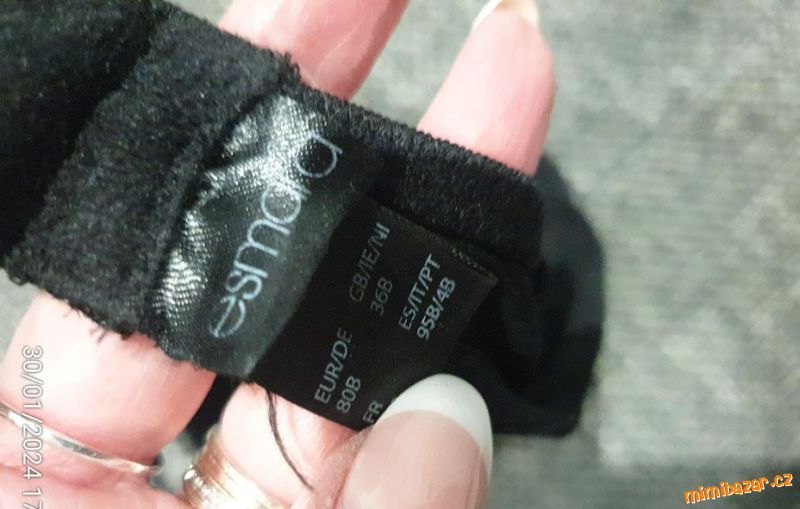 esmara
EUR/DE
80B
GB/IE/NI
36B
FR
ES/IT/PT
95B/4B
30/01/2024 17
mimibazar.cz